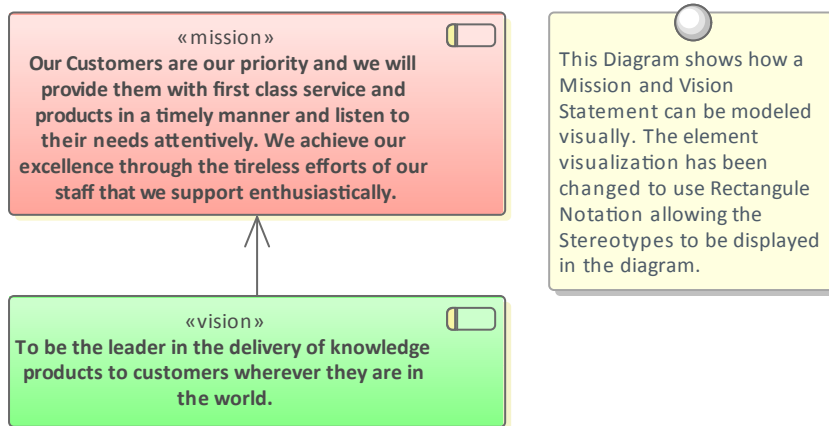 «mission»
Our Customers are our priority and we will
provide them with first class service and
products in a timely manner and listen to
their needs attentively. We achieve our
excellence through the tireless efforts of our
staff that we support enthusiastically.
«vision»
To be the leader in the delivery of knowledge
products to customers wherever they are in
the world.
This Diagram shows how a
Mission and Vision
Statement can be modeled
visually. The element
visualization has been
changed to use Rectangule
Notation allowing the
Stereotypes to be displayed
in the diagram.